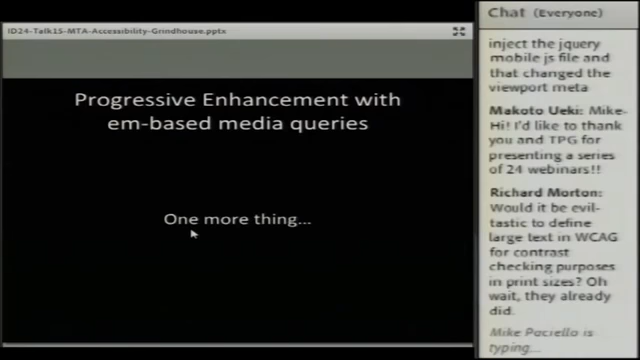 ID24-Talk15-MTA-Accessibility-Grindhouse.pptx
Progressive Enhancement with
em-based media queries
One more thing...
Chat (Everyone)
inject the jquery
mobile js file and
that changed the
viewport meta
Makoto Ueki: Mike-
Hi! I'd like to thank
you and TPG for
presenting a series
of 24 webinars!!
Richard Morton:
Would it be evil-
tastic to define
large text in WCAG
for contrast
checking purposes
in print sizes? Oh
wait, they already
did.
Mike Paciello is
typing...